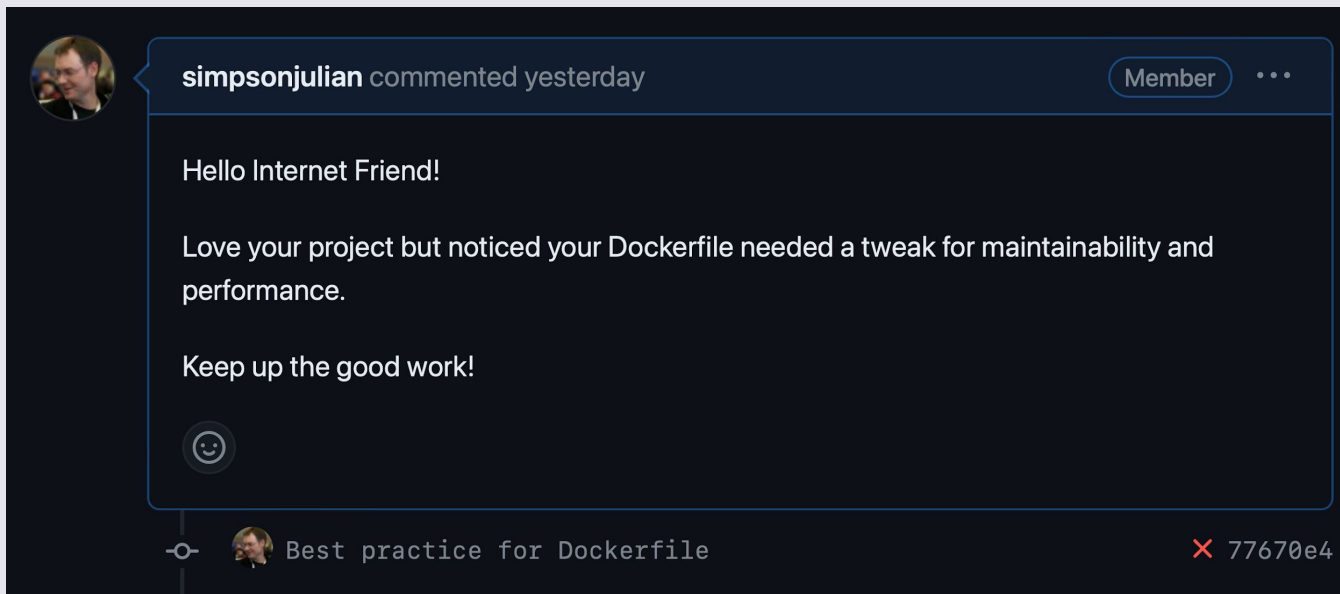 simpsonjulian commented yesterday Member
Hello Internet Friend!
Love your project but noticed your Dockerfile needed a tweak for maintainability and
performance.
Keep up the good work!
Best practice for Dockerfile 77670e4